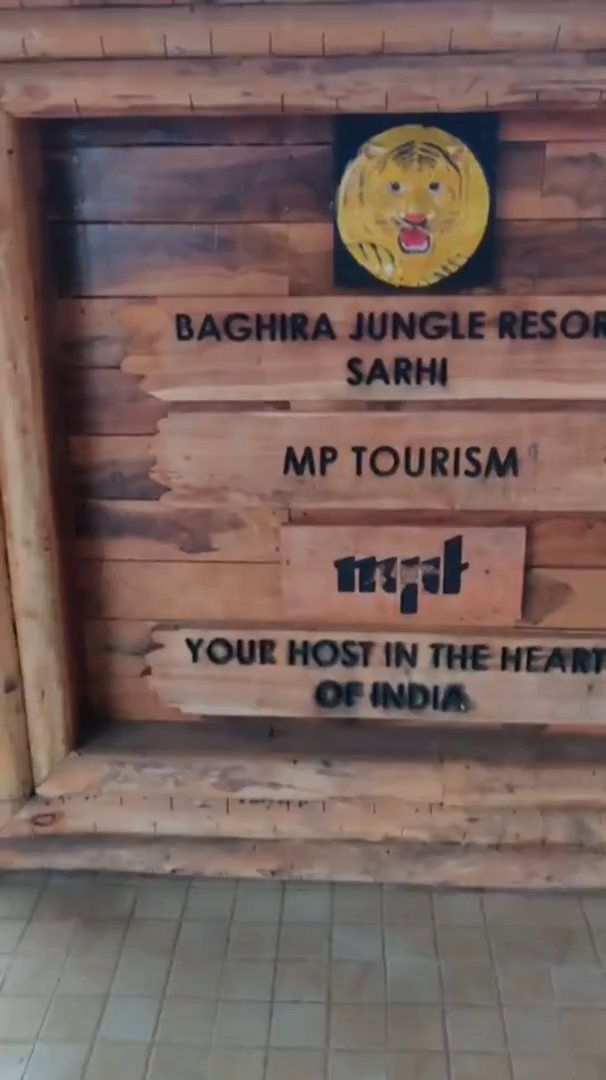 BAGHIRA JUNGLE RESOR
SARHI
MP TOURISM
mpt
YOUR HOST IN THE HEART
OF INDIA